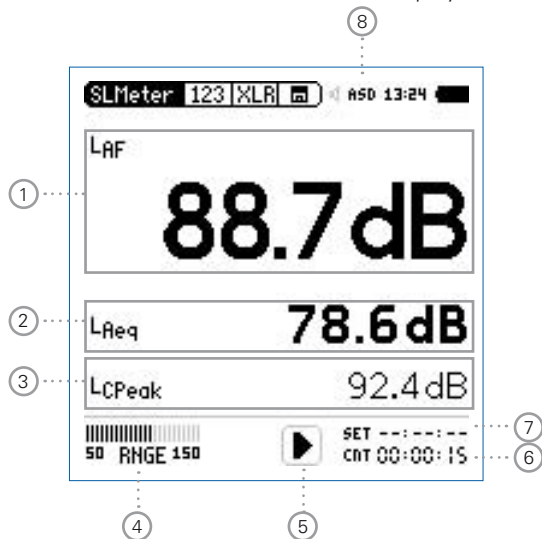 8
SLMeter 123 XLR ASD 13:24
LAF
1
88.7dB
2
LAeq 78.6dB
3
LCPeak 92.4dB
SET --:--:-- 7
50 RNGE 150 CNT 00:00:15 6
4 5